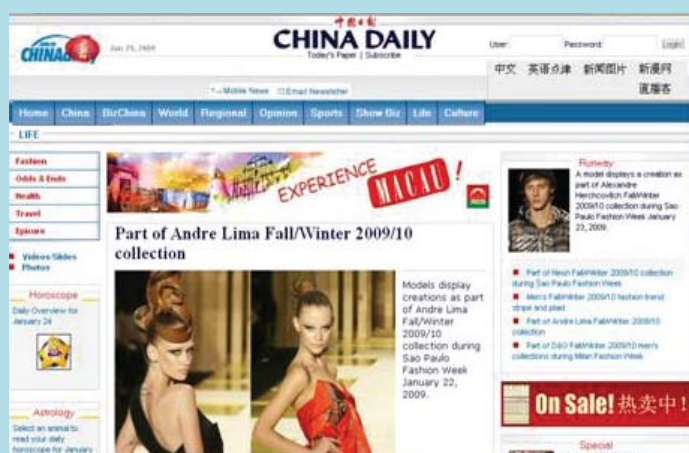 中国日报
CHINA DAILY
Today's Paper | Subscribe
CHINA daily
User: Password: Login
中文 英语点津 新闻图片 新漫网
直播客
Mobile News Email Newsletter
Home China BizChina World Regional Opinion Sports Show Biz Life Culture
LIFE
Fashion
Odds & Ends
Health
Travel
Epicure
Videos/Slides
Photos
Horoscope
Daily Overview for
January 24
Astrology
Select an animal to
read your daily
horoscope for January
EXPERIENCE
MACAU!
Part of Andre Lima Fall/Winter 2009/10
collection
Models display
creations as part
of Andre Lima
Fall/Winter
2009/10
collection during
Sao Paulo
Fashion Week
January 22,
2009.
Runway
A model displays a creation as
part of Alexandre
Herchcovitch Fall/Winter
2009/10 collection during Sao
Paulo Fashion Week January
23, 2009.
Part of Neon Fall/Winter 2009/10 collection
during Sao Paulo Fashion Week
Men's Fall/Winter 2009/10 fashion trend:
stripe and plaid
Part of Andre Lima Fall/Winter 2009/10
collection
Part of D&G Fall/Winter 2009/10 men's
collections during Milan Fashion Week
On Sale! 热卖中!
Special